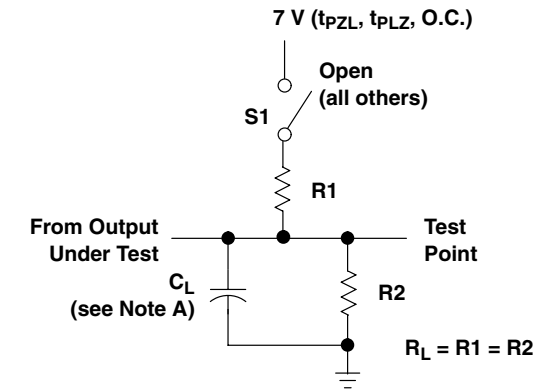 7 V (tPZL, tPLZ, O.C.)
Open
(all others)
S1
R1
From Output
Under Test
Test
Point
CL
(see Note A)
R2
RL = R1 = R2